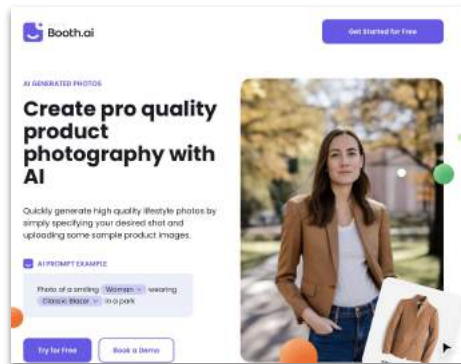 Booth.ai
Get Started for Free
AI GENERATED PHOTOS
Create pro quality
product
photography with
AI
Quickly generate high quality lifestyle photos by
simply specifying your desired shot and
uploading some sample product images.
AI PROMPT EXAMPLE
Photo of a smiling Woman wearing
Classic Blazer in a park
Try for Free
Book a Demo